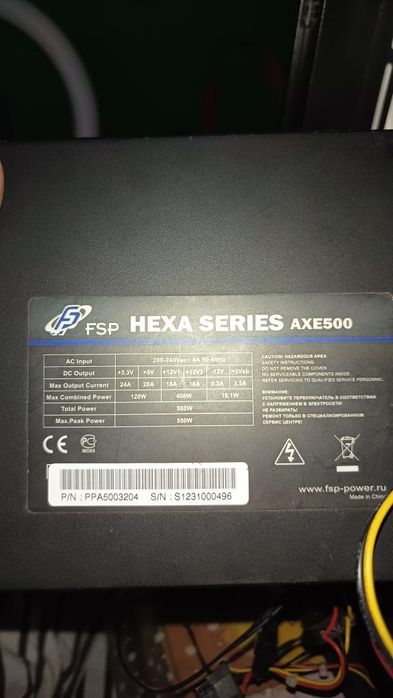 FSP HEXA SERIES AXE500
AC Input 200-240Vac~ 4A 50-60Hz
DC Output +3.3V +5V +12V1 +12V2 -12V +5Vsb
Max Output Current 24A 20A 18A 18A 0.3A 2.5A
Max Combined Power 120W 408W 16.1W
Total Power 500W
Max.Peak Power 550W
CAUTION! HAZARDOUS AREA
SAFETY INSTRUCTIONS.
DO NOT REMOVE THE COVER
NO SERVICEABLE COMPONENTS INSIDE.
REFER SERVICING TO QUALIFIED SERVICE PERSONNEL.
ВНИМАНИЕ:
УСТАНОВИТЕ ПЕРЕКЛЮЧАТЕЛЬ В СООТВЕТСТВИИ
С НАПРЯЖЕНИЕМ В ЭЛЕКТРОСЕТИ
НЕ РАЗБИРАТЬ!
РЕМОНТ ТОЛЬКО В СПЕЦИАЛИЗИРОВАННОМ
СЕРВИС ЦЕНТРЕ!
CE
P/N : PPA5003204 S/N : S1231000496
www.fsp-power.ru
Made in China